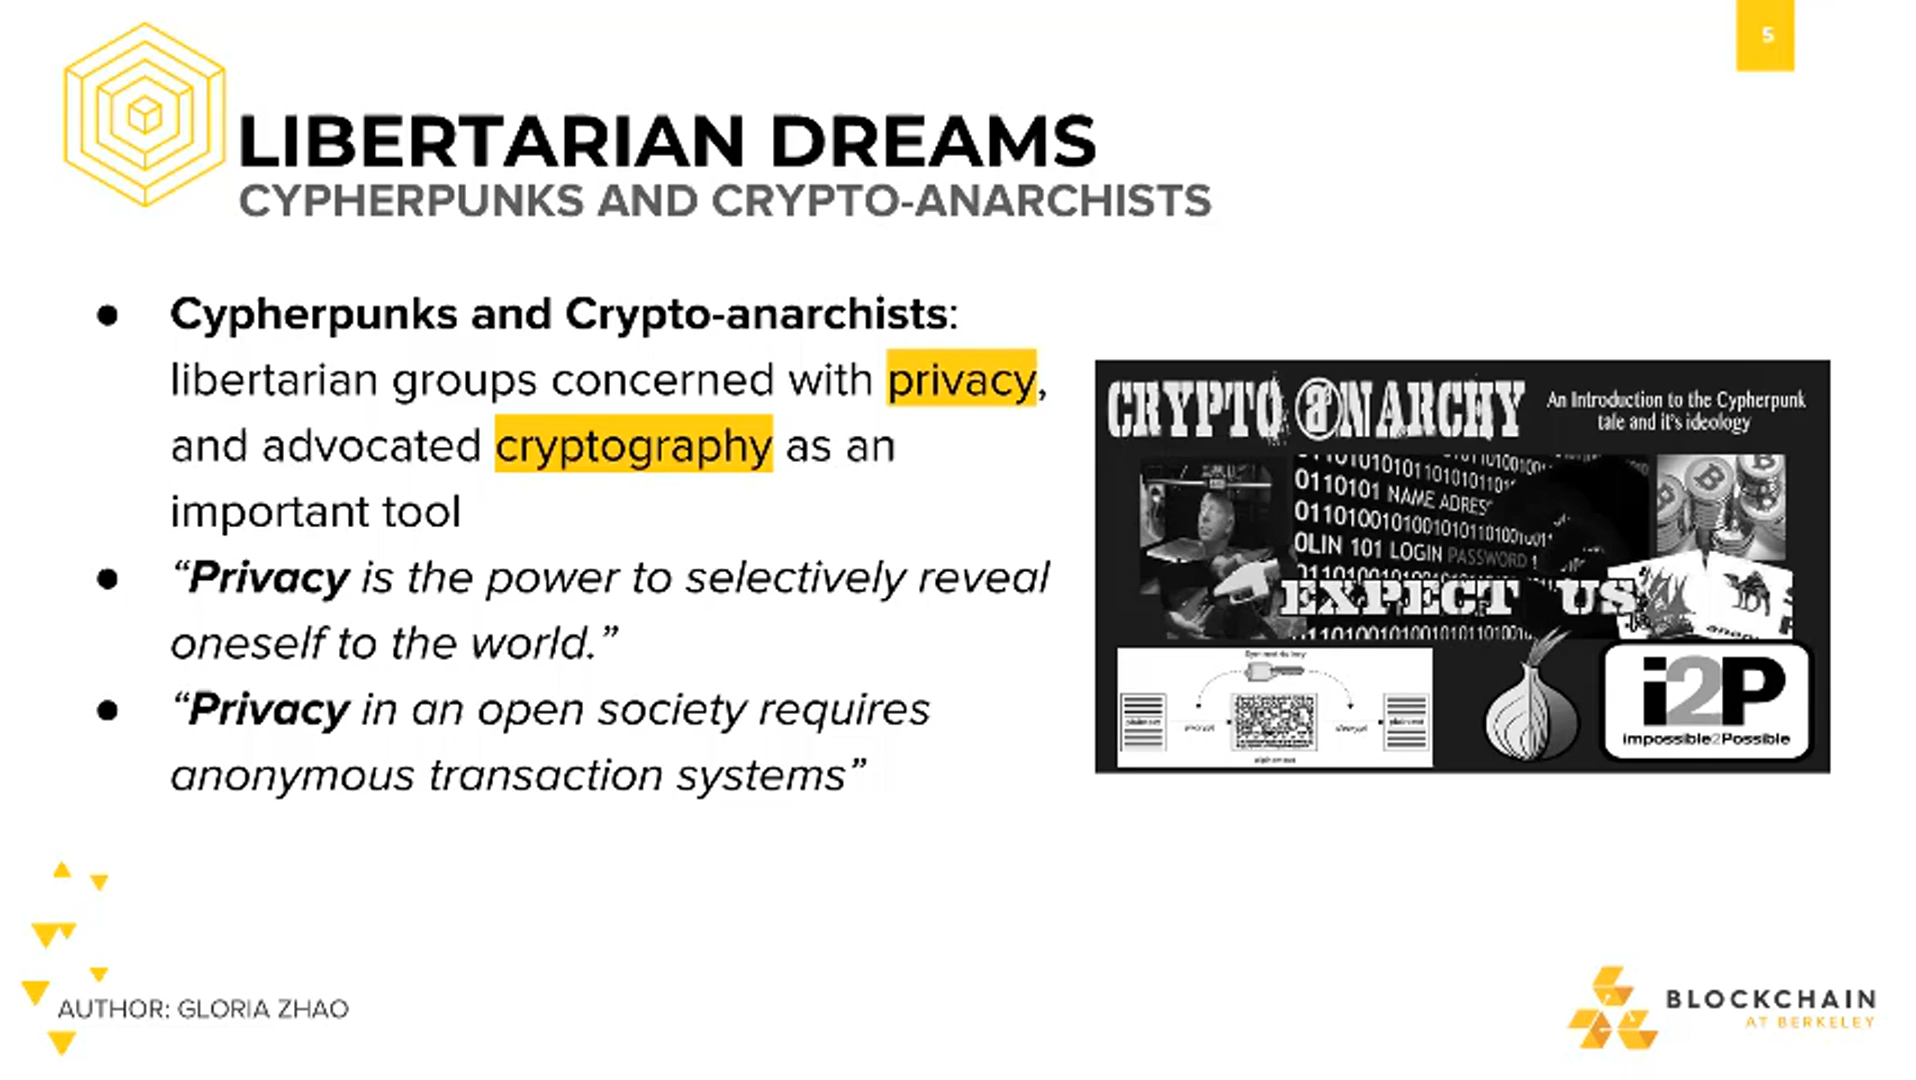 5
LIBERTARIAN DREAMS
CYPHERPUNKS AND CRYPTO-ANARCHISTS
● Cypherpunks and Crypto-anarchists:
libertarian groups concerned with privacy,
and advocated cryptography as an
important tool
● “Privacy is the power to selectively reveal
oneself to the world.”
● “Privacy in an open society requires
anonymous transaction systems”
CRYPTO @NARCHY
An Introduction to the Cypherpunk
tale and it's ideology
0110101 NAME ADRES
OLIN 101 LOGIN PASSWORD
EXPECT US
i2P
impossible2Possible
AUTHOR: GLORIA ZHAO
BLOCKCHAIN
AT BERKELEY